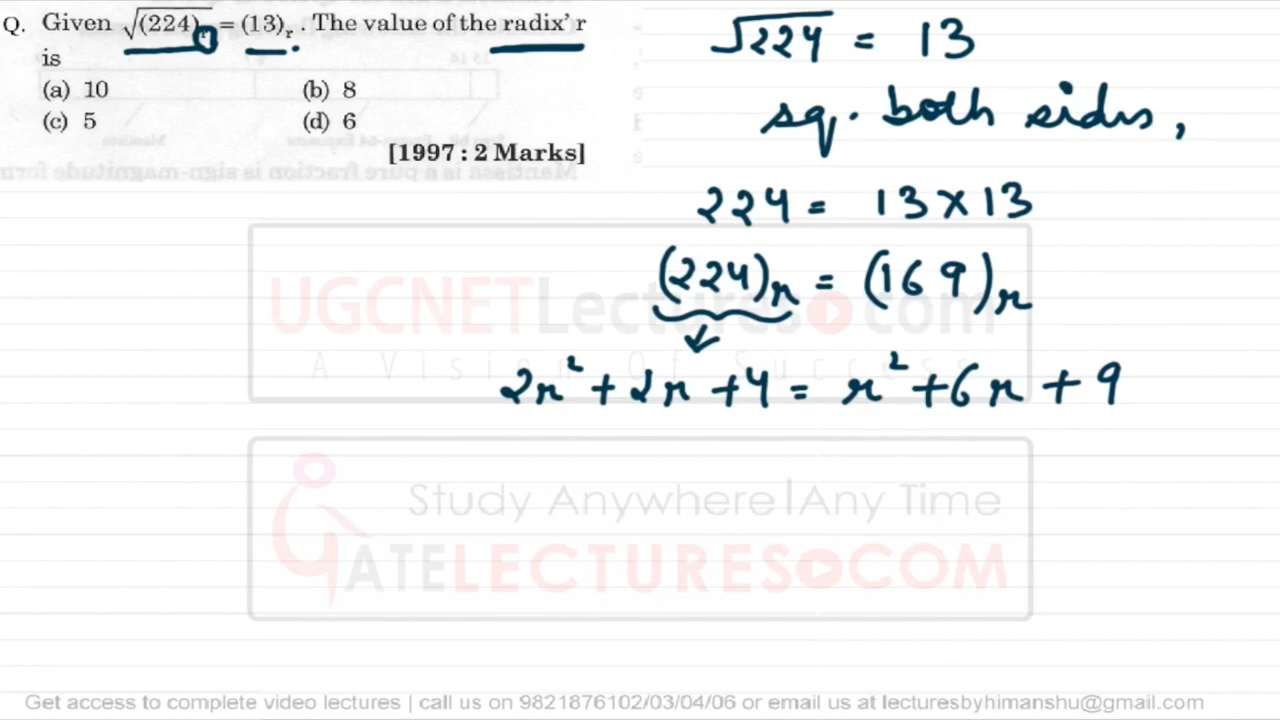 Q. Given √(224)r = (13)r . The value of the radix' r
is
(a) 10 (b) 8
(c) 5 (d) 6
[1997 : 2 Marks]
√224 = 13
sq. both sides,
224 = 13 × 13
(224)r = (169)r
2r² + 2r + 4 = r² + 6r + 9
UGCNETLectures.com
A Vision Of Success
Study Anywhere|Any Time
GATELECTURES.COM
Get access to complete video lectures | call us on 9821876102/03/04/06 or email us at lecturesbyhimanshu@gmail.com